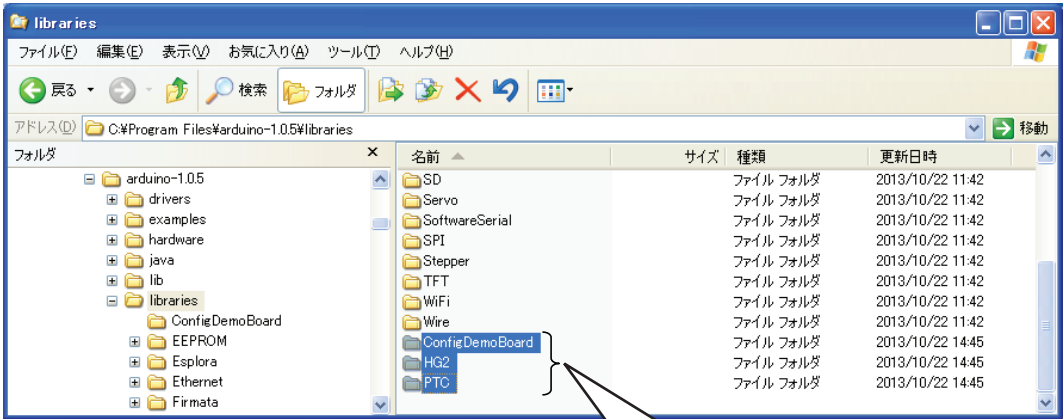 libraries
ファイル(F) 編集(E) 表示(V) お気に入り(A) ツール(T) ヘルプ(H)
戻る 検索 フォルダ
アドレス(D) C:¥Program Files¥arduino-1.0.5¥libraries 移動
フォルダ × 名前 サイズ 種類 更新日時
arduino-1.0.5
drivers
examples
hardware
java
lib
libraries
ConfigDemoBoard
EEPROM
Esplora
Ethernet
Firmata
SD ファイル フォルダ 2013/10/22 11:42
Servo ファイル フォルダ 2013/10/22 11:42
SoftwareSerial ファイル フォルダ 2013/10/22 11:42
SPI ファイル フォルダ 2013/10/22 11:42
Stepper ファイル フォルダ 2013/10/22 11:42
TFT ファイル フォルダ 2013/10/22 11:42
WiFi ファイル フォルダ 2013/10/22 11:42
Wire ファイル フォルダ 2013/10/22 11:42
ConfigDemoBoard ファイル フォルダ 2013/10/22 14:45
HG2 ファイル フォルダ 2013/10/22 14:45
PTC ファイル フォルダ 2013/10/22 14:45